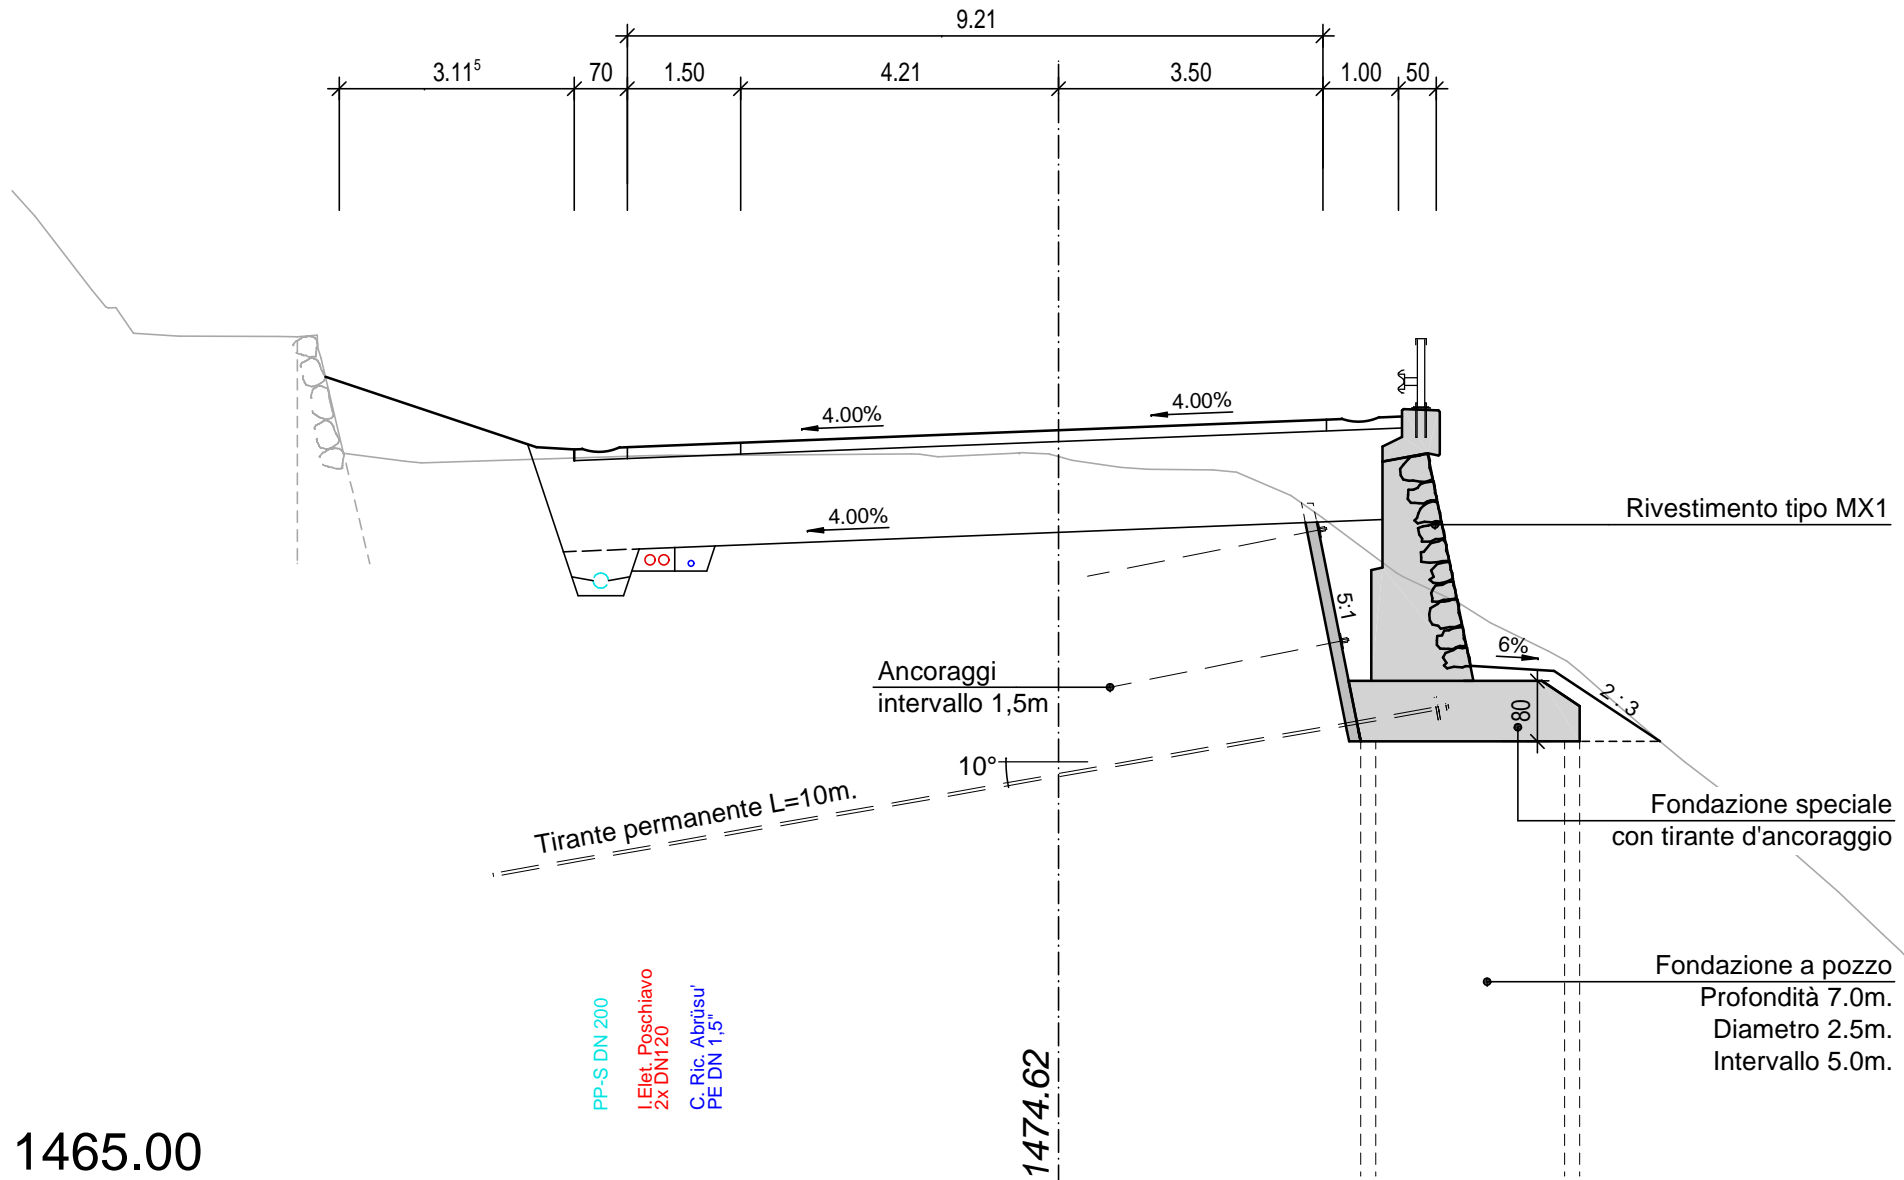 9.21
3.11⁵ 70 1.50 4.21 3.50 1.00 50
4.00% 4.00%
4.00%
Rivestimento tipo MX1
5:1
6%
2 : 3
80
Ancoraggi
intervallo 1,5m
10°
Tirante permanente L=10m.
Fondazione speciale
con tirante d'ancoraggio
Fondazione a pozzo
Profondità 7.0m.
Diametro 2.5m.
Intervallo 5.0m.
PP-S DN 200
I.Elet. Poschiavo
2x DN120
C. Ric. Abrüsu'
PE DN 1,5"
1474.62
1465.00